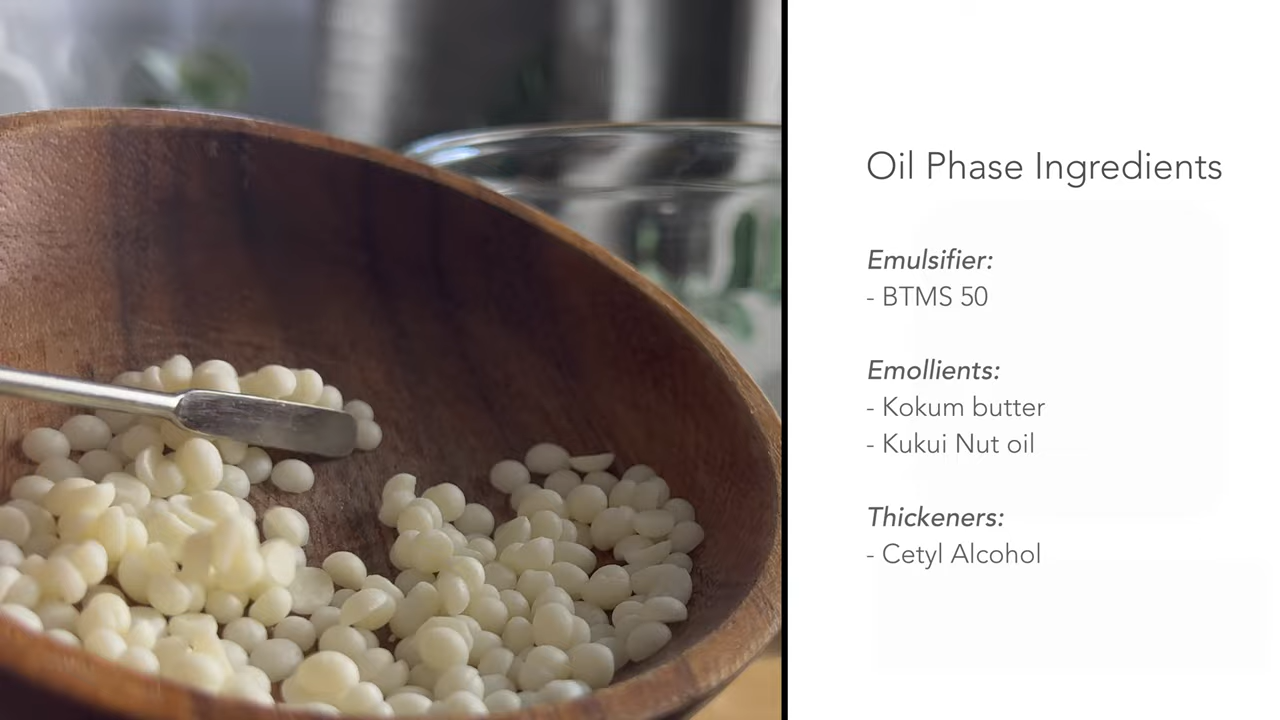 Oil Phase Ingredients
Emulsifier:
- BTMS 50
Emollients:
- Kokum butter
- Kukui Nut oil
Thickeners:
- Cetyl Alcohol